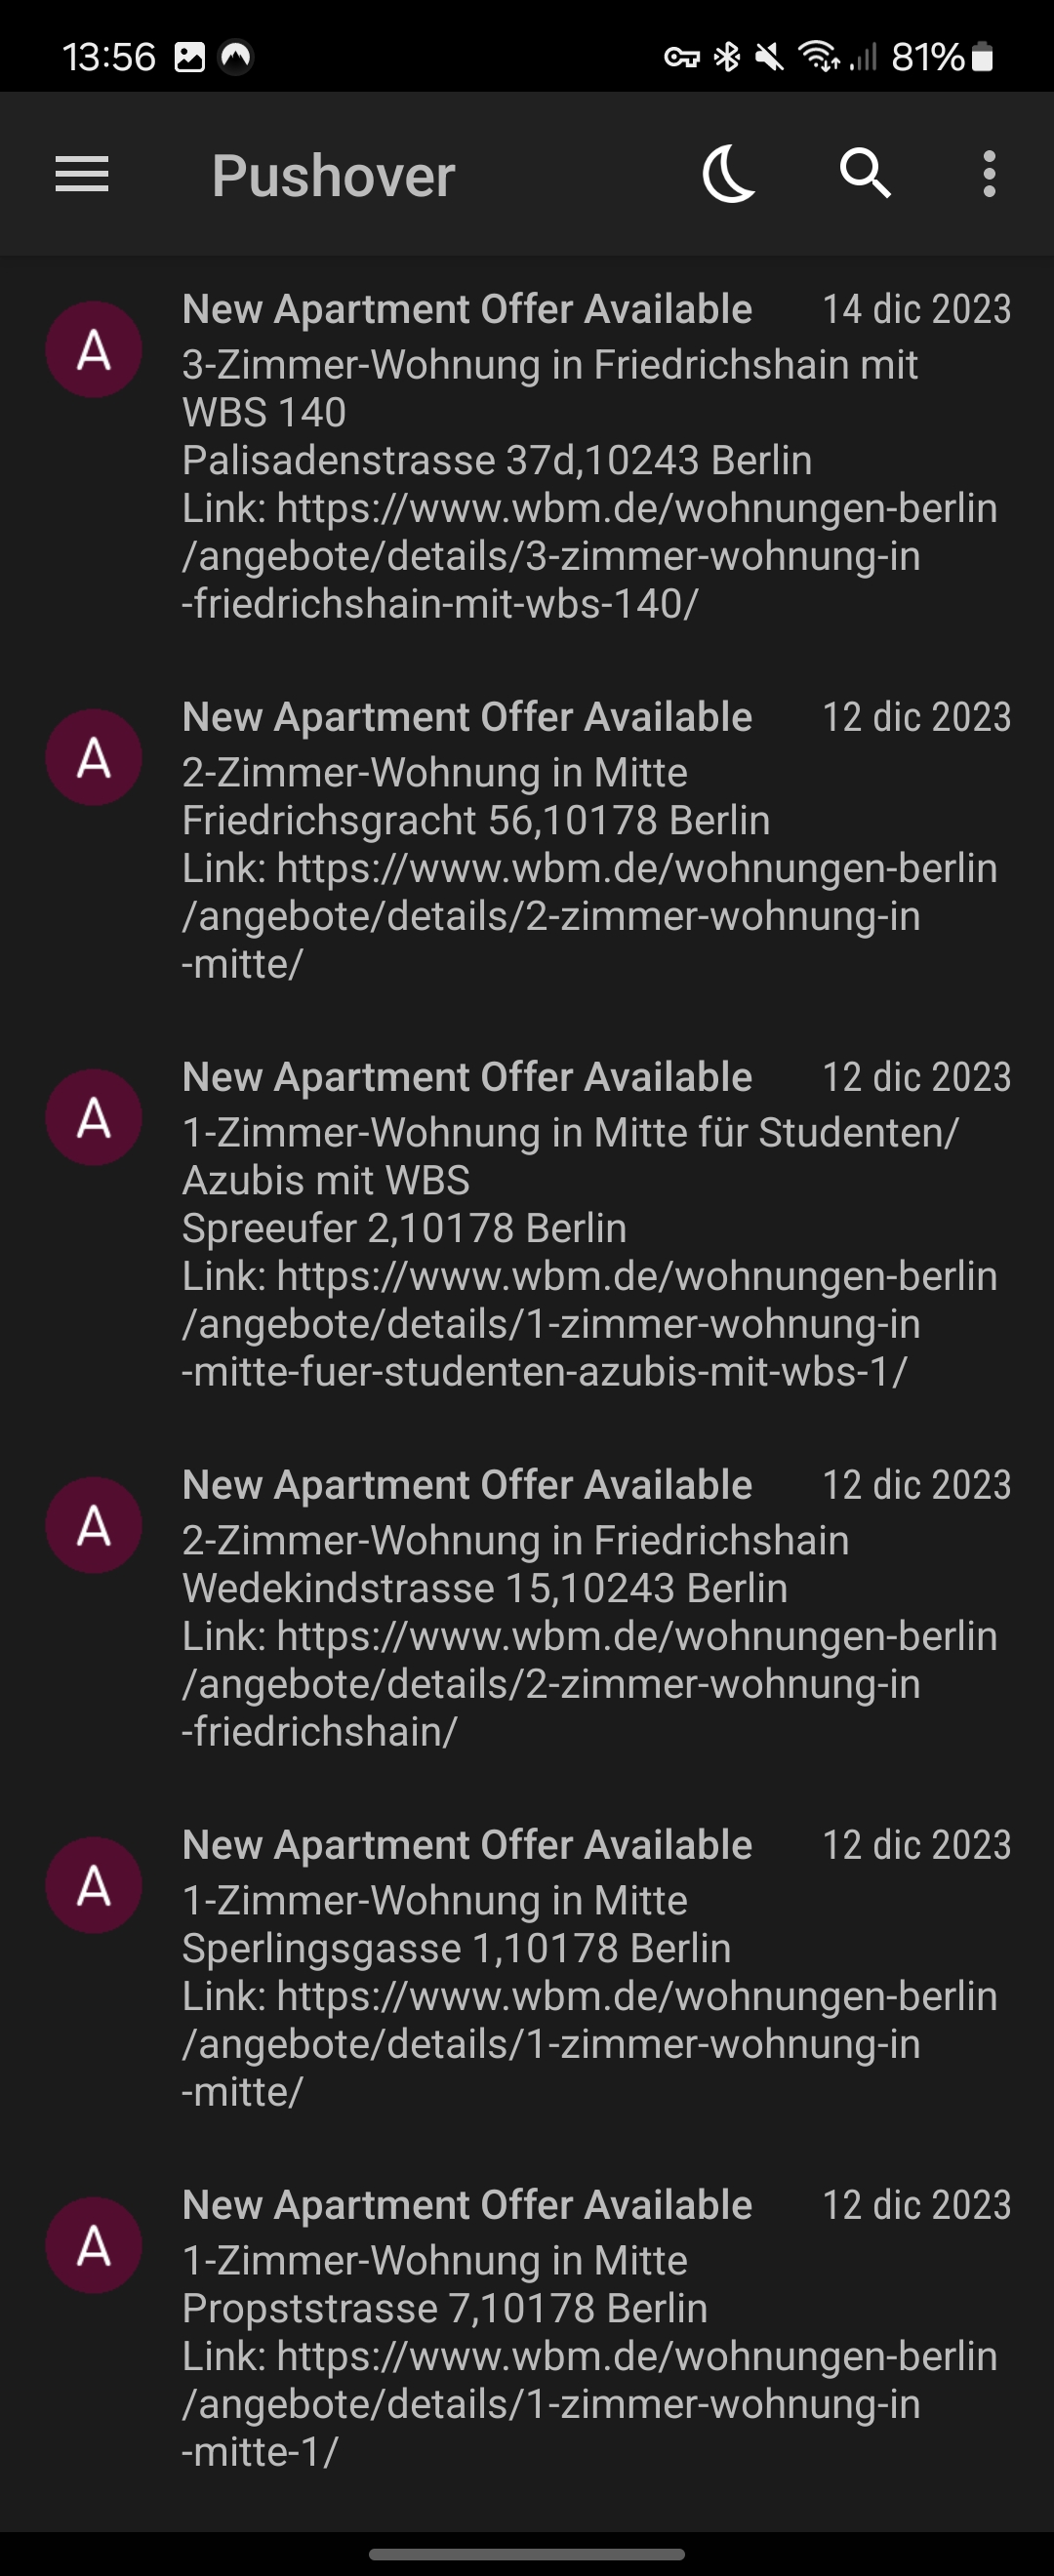 13:56
81%
Pushover
A
New Apartment Offer Available 14 dic 2023
3-Zimmer-Wohnung in Friedrichshain mit
WBS 140
Palisadenstrasse 37d,10243 Berlin
Link: https://www.wbm.de/wohnungen-berlin
/angebote/details/3-zimmer-wohnung-in
-friedrichshain-mit-wbs-140/
A
New Apartment Offer Available 12 dic 2023
2-Zimmer-Wohnung in Mitte
Friedrichsgracht 56,10178 Berlin
Link: https://www.wbm.de/wohnungen-berlin
/angebote/details/2-zimmer-wohnung-in
-mitte/
A
New Apartment Offer Available 12 dic 2023
1-Zimmer-Wohnung in Mitte für Studenten/
Azubis mit WBS
Spreeufer 2,10178 Berlin
Link: https://www.wbm.de/wohnungen-berlin
/angebote/details/1-zimmer-wohnung-in
-mitte-fuer-studenten-azubis-mit-wbs-1/
A
New Apartment Offer Available 12 dic 2023
2-Zimmer-Wohnung in Friedrichshain
Wedekindstrasse 15,10243 Berlin
Link: https://www.wbm.de/wohnungen-berlin
/angebote/details/2-zimmer-wohnung-in
-friedrichshain/
A
New Apartment Offer Available 12 dic 2023
1-Zimmer-Wohnung in Mitte
Sperlingsgasse 1,10178 Berlin
Link: https://www.wbm.de/wohnungen-berlin
/angebote/details/1-zimmer-wohnung-in
-mitte/
A
New Apartment Offer Available 12 dic 2023
1-Zimmer-Wohnung in Mitte
Propststrasse 7,10178 Berlin
Link: https://www.wbm.de/wohnungen-berlin
/angebote/details/1-zimmer-wohnung-in
-mitte-1/